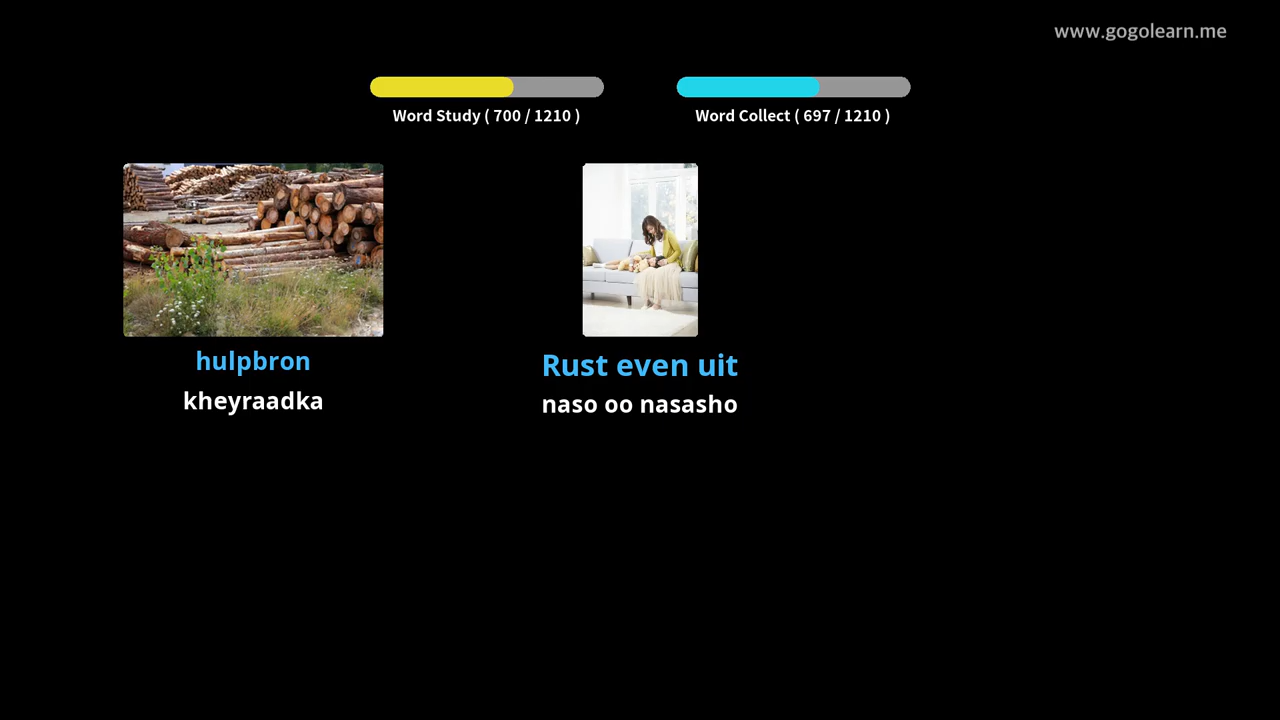 www.gogolearn.me
Word Study ( 700 / 1210 )
Word Collect ( 697 / 1210 )
hulpbron
kheyraadka
Rust even uit
naso oo nasasho